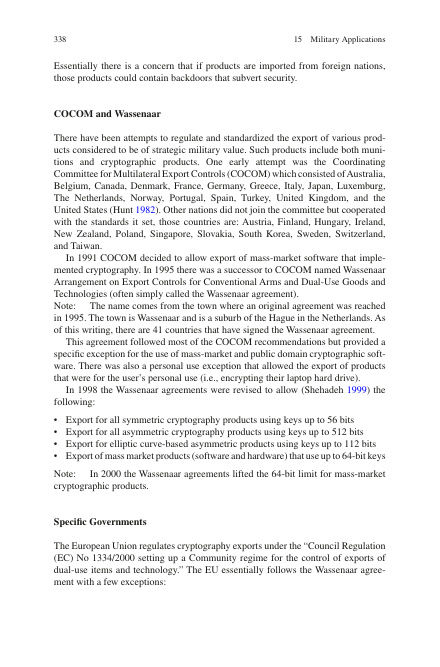 338
15 Military Applications
Essentially there is a concern that if products are imported from foreign nations,
those products could contain backdoors that subvert security.
COCOM and Wassenaar
There have been attempts to regulate and standardized the export of various prod-
ucts considered to be of strategic military value. Such products include both muni-
tions and cryptographic products. One early attempt was the Coordinating
Committee for Multilateral Export Controls (COCOM) which consisted of Australia,
Belgium, Canada, Denmark, France, Germany, Greece, Italy, Japan, Luxemburg,
The Netherlands, Norway, Portugal, Spain, Turkey, United Kingdom, and the
United States (Hunt 1982). Other nations did not join the committee but cooperated
with the standards it set, those countries are: Austria, Finland, Hungary, Ireland,
New Zealand, Poland, Singapore, Slovakia, South Korea, Sweden, Switzerland,
and Taiwan.
In 1991 COCOM decided to allow export of mass-market software that imple-
mented cryptography. In 1995 there was a successor to COCOM named Wassenaar
Arrangement on Export Controls for Conventional Arms and Dual-Use Goods and
Technologies (often simply called the Wassenaar agreement).
Note: The name comes from the town where an original agreement was reached
in 1995. The town is Wassenaar and is a suburb of the Hague in the Netherlands. As
of this writing, there are 41 countries that have signed the Wassenaar agreement.
This agreement followed most of the COCOM recommendations but provided a
specific exception for the use of mass-market and public domain cryptographic soft-
ware. There was also a personal use exception that allowed the export of products
that were for the user's personal use (i.e., encrypting their laptop hard drive).
In 1998 the Wassenaar agreements were revised to allow (Shehadeh 1999) the
following:
• Export for all symmetric cryptography products using keys up to 56 bits
• Export for all asymmetric cryptography products using keys up to 512 bits
• Export for elliptic curve-based asymmetric products using keys up to 112 bits
• Export of mass market products (software and hardware) that use up to 64-bit keys
Note: In 2000 the Wassenaar agreements lifted the 64-bit limit for mass-market
cryptographic products.
Specific Governments
The European Union regulates cryptography exports under the “Council Regulation
(EC) No 1334/2000 setting up a Community regime for the control of exports of
dual-use items and technology.” The EU essentially follows the Wassenaar agree-
ment with a few exceptions: